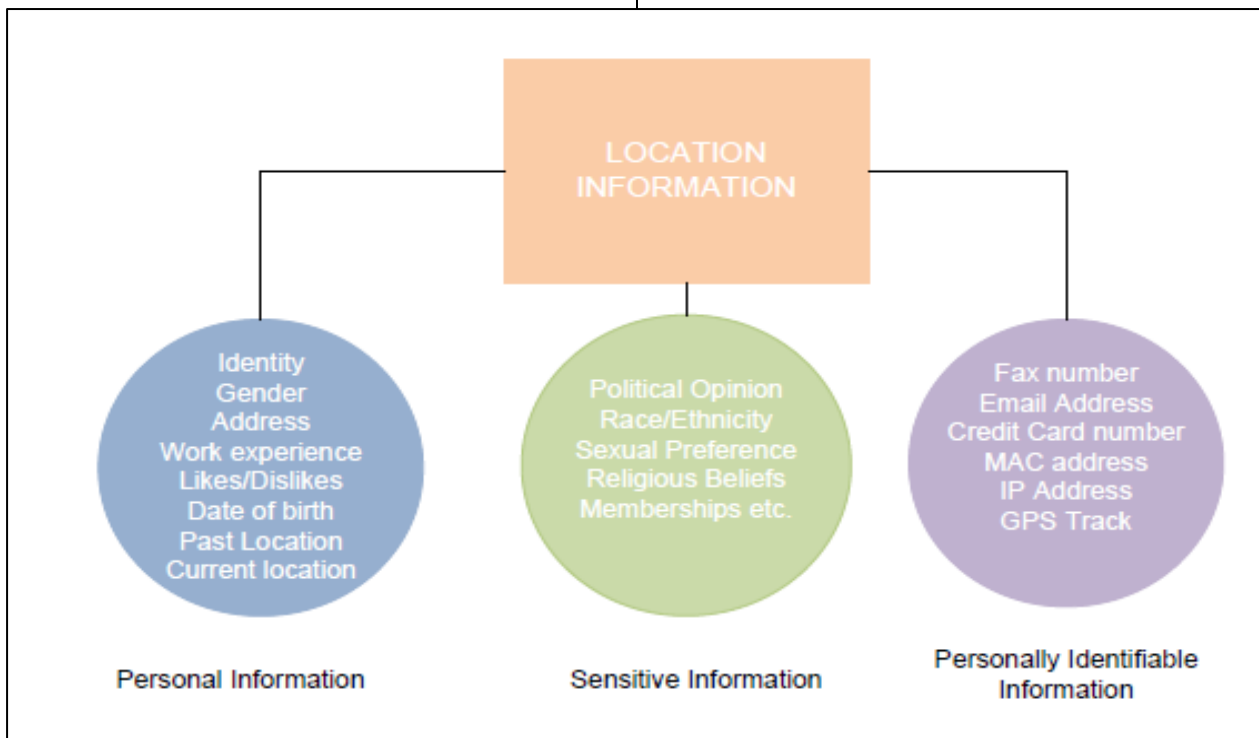 LOCATION
INFORMATION
Identity
Gender
Address
Work experience
Likes/Dislikes
Date of birth
Past Location
Current location
Personal Information
Political Opinion
Race/Ethnicity
Sexual Preference
Religious Beliefs
Memberships etc.
Sensitive Information
Fax number
Email Address
Credit Card number
MAC address
IP Address
GPS Track
Personally Identifiable
Information